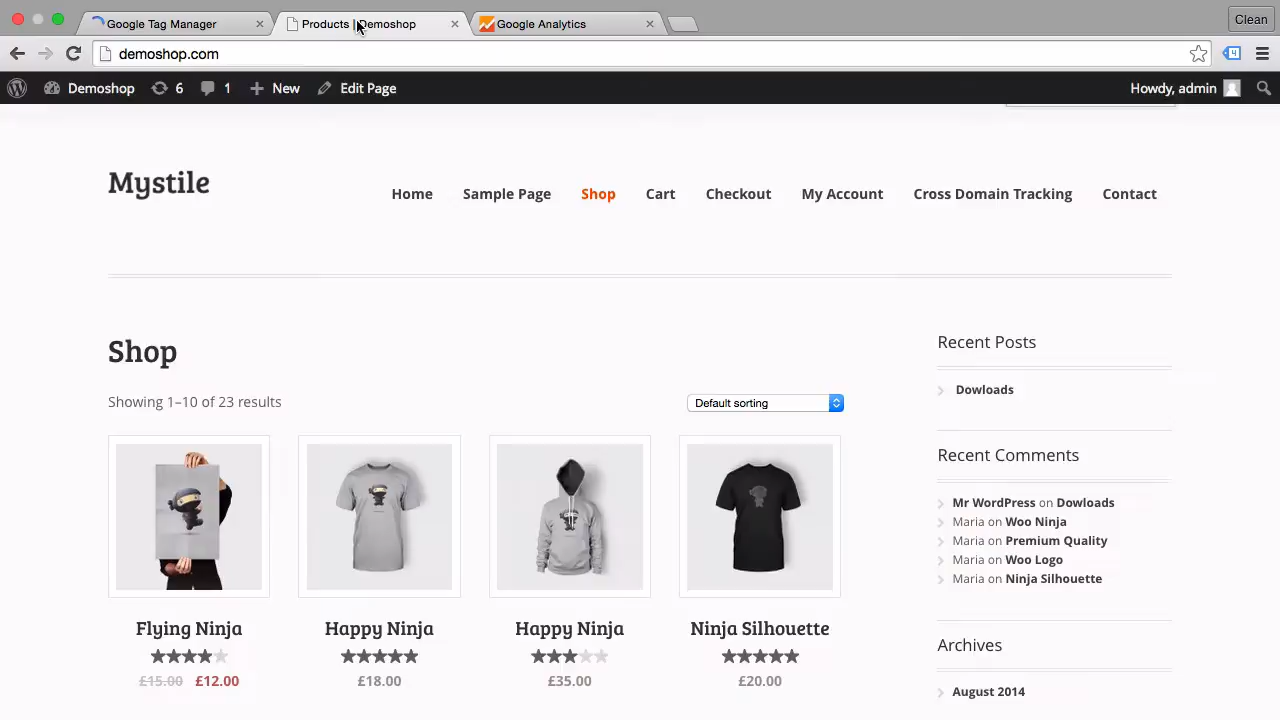 Google Tag Manager
Products | Demoshop
Google Analytics
Clean
demoshop.com
4
Demoshop
6
1
New
Edit Page
Howdy, admin
Mystile
Home
Sample Page
Shop
Cart
Checkout
My Account
Cross Domain Tracking
Contact
Shop
Showing 1–10 of 23 results
Default sorting
Flying Ninja
£15.00 £12.00
Happy Ninja
£18.00
Happy Ninja
£35.00
Ninja Silhouette
£20.00
Recent Posts
Dowloads
Recent Comments
Mr WordPress on Dowloads
Maria on Woo Ninja
Maria on Premium Quality
Maria on Woo Logo
Maria on Ninja Silhouette
Archives
August 2014